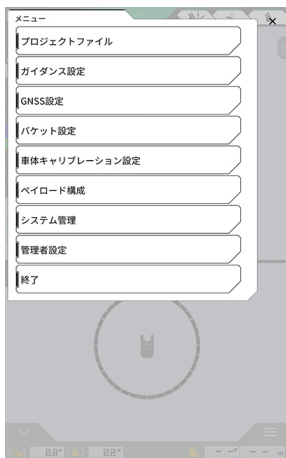 メニュー
×
プロジェクトファイル
ガイダンス設定
GNSS設定
バケット設定
車体キャリブレーション設定
ペイロード構成
システム管理
管理者設定
終了
0.0° 0.0° -- --